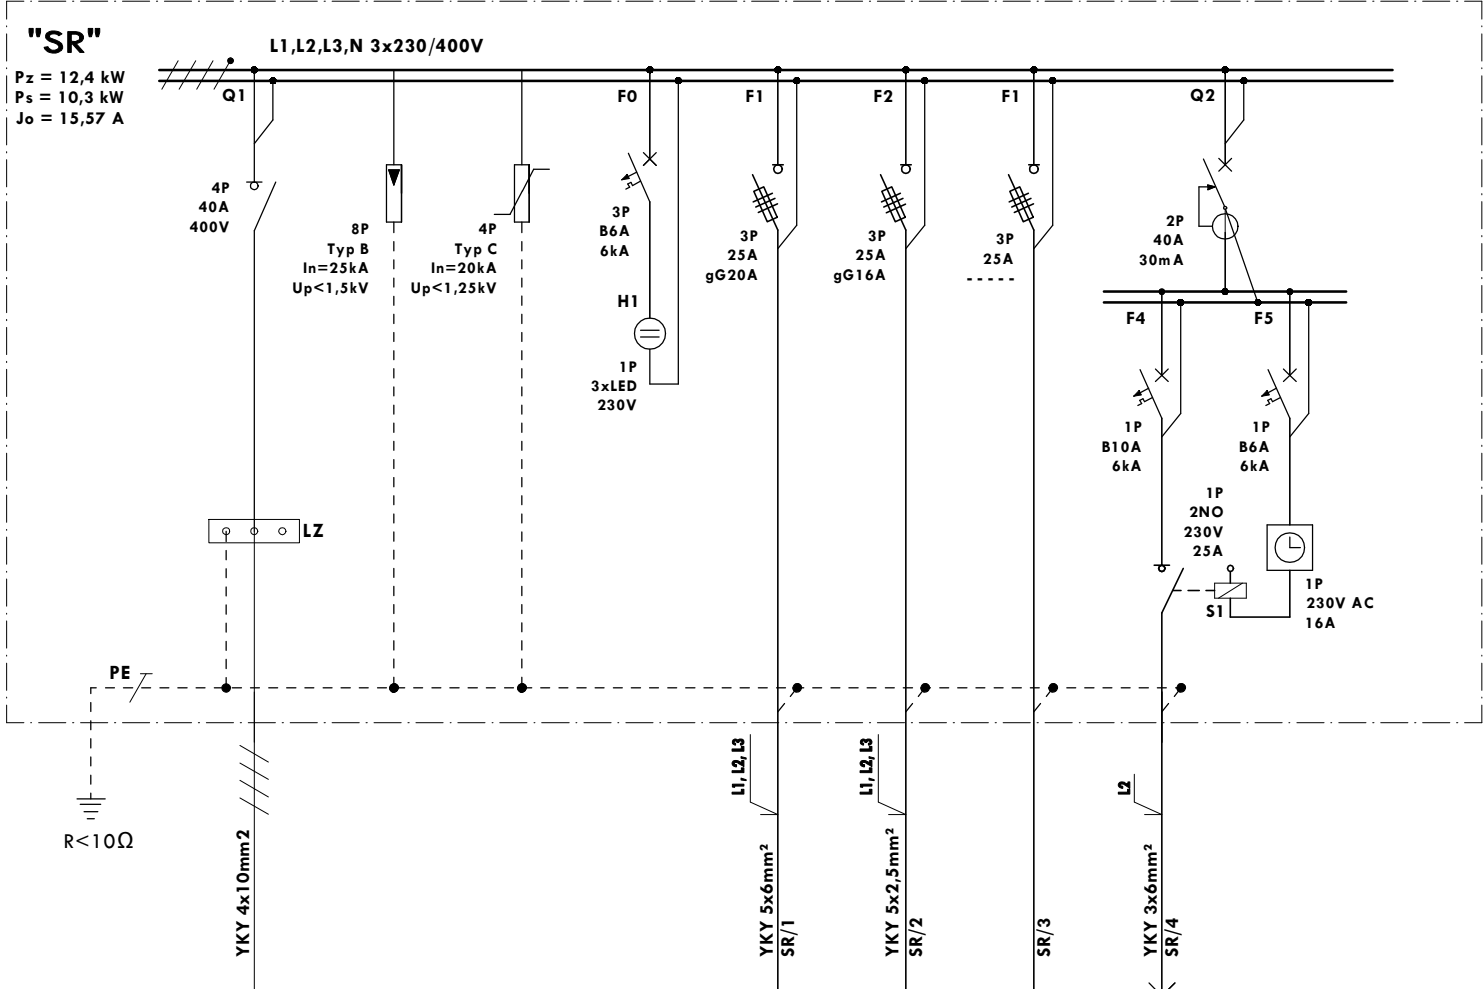 "SR"
Pz = 12,4 kW
Ps = 10,3 kW
Jo = 15,57 A
L1,L2,L3,N 3x230/400V
Q1
4P
40A
400V
8P
Typ B
In=25kA
Up<1,5kV
4P
Typ C
In=20kA
Up<1,25kV
F0
3P
B6A
6kA
H1
1P
3xLED
230V
F1
3P
25A
gG20A
F2
3P
25A
gG16A
F1
3P
25A
-----
Q2
2P
40A
30mA
F4
1P
B10A
6kA
F5
1P
B6A
6kA
1P
2NO
230V
25A
S1
1P
230V AC
16A
LZ
PE
R<10Ω
YKY 4x10mm2
L1, L2, L3
YKY 5x6mm²
SR/1
L1, L2, L3
YKY 5x2,5mm²
SR/2
SR/3
L2
YKY 3x6mm²
SR/4